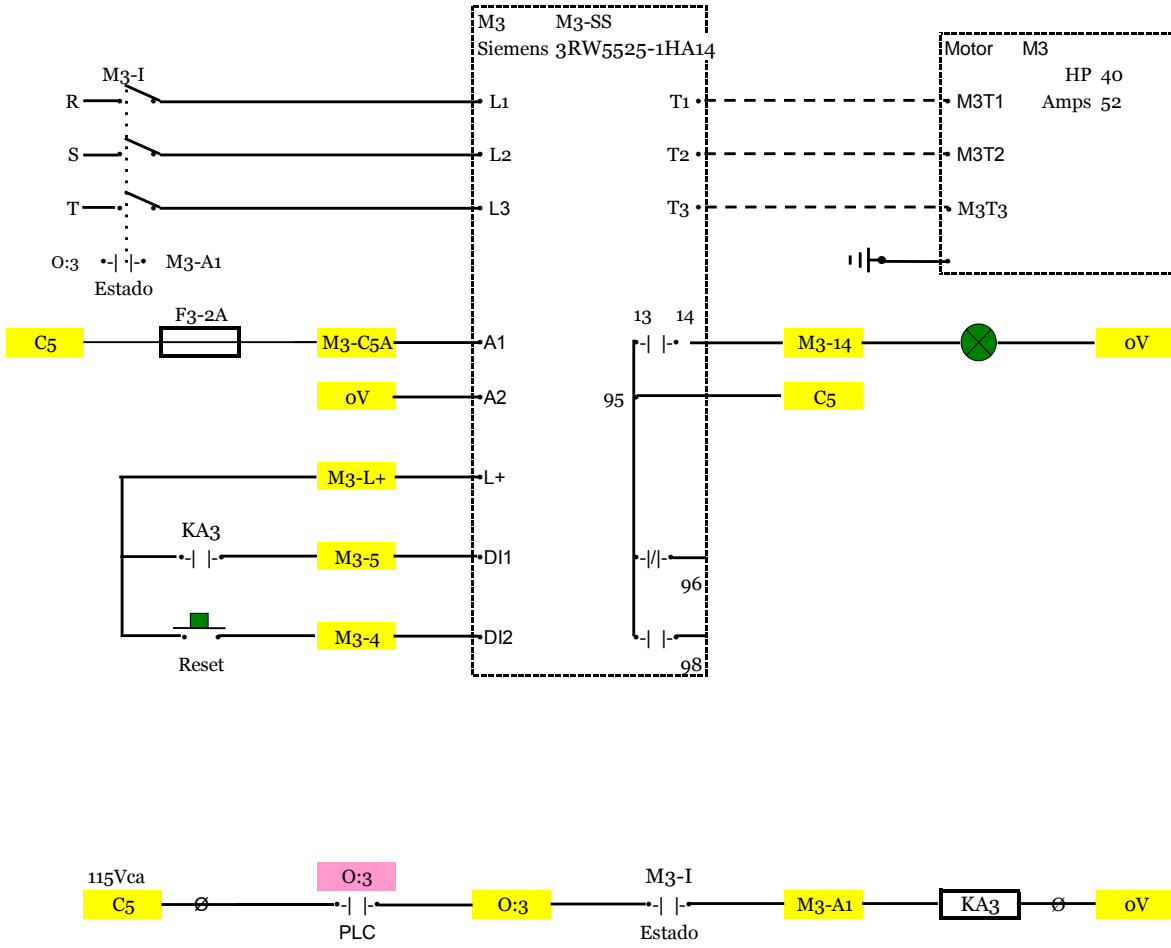 M3 M3-SS
Siemens 3RW5525-1HA14
Motor M3
HP 40
Amps 52
M3-I
R L1 T1 M3T1
S L2 T2 M3T2
T L3 T3 M3T3
O:3 M3-A1
Estado
F3-2A
13 14
C5 M3-C5A A1 M3-14 0V
0V A2 95 C5
M3-L+ L+
KA3
M3-5 DI1
96
M3-4 DI2
Reset
98
115Vca
O:3
M3-I
C5 O:3 M3-A1 KA3 0V
PLC
Estado